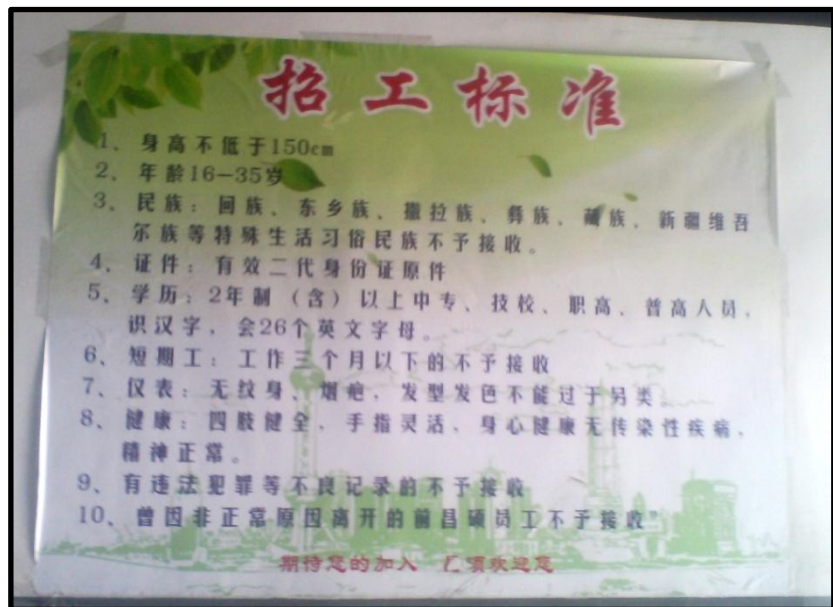 招工标准
1、身高不低于150cm
2、年龄16-35岁
3、民族：回族、东乡族、撒拉族、彝族、藏族、新疆维吾
尔族等特殊生活习俗民族不予接收。
4、证件：有效二代身份证原件
5、学历：2年制（含）以上中专、技校、职高、普高人员，
识汉字，会26个英文字母。
6、短期工：工作三个月以下的不予接收
7、仪表：无纹身、烟疤，发型发色不能过于另类。
8、健康：四肢健全、手指灵活、身心健康无传染性疾病、
精神正常。
9、有违法犯罪等不良记录的不予接收
10、曾因非正常原因离开的前昌硕员工不予接收
期待您的加入 欢迎您